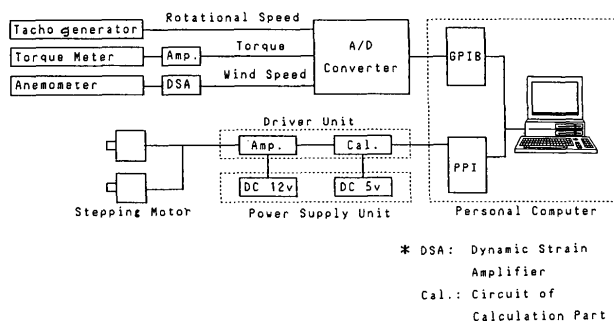 Tacho generator
Rotational Speed
Torque Meter
Amp.
Torque
Anemometer
DSA
Wind Speed
A/D
Converter
GPIB
Driver Unit
Amp.
Cal.
PPI
DC 12v
DC 5v
Stepping Motor
Power Supply Unit
Personal Computer
* DSA: Dynamic Strain
Amplifier
Cal.: Circuit of
Calculation Part